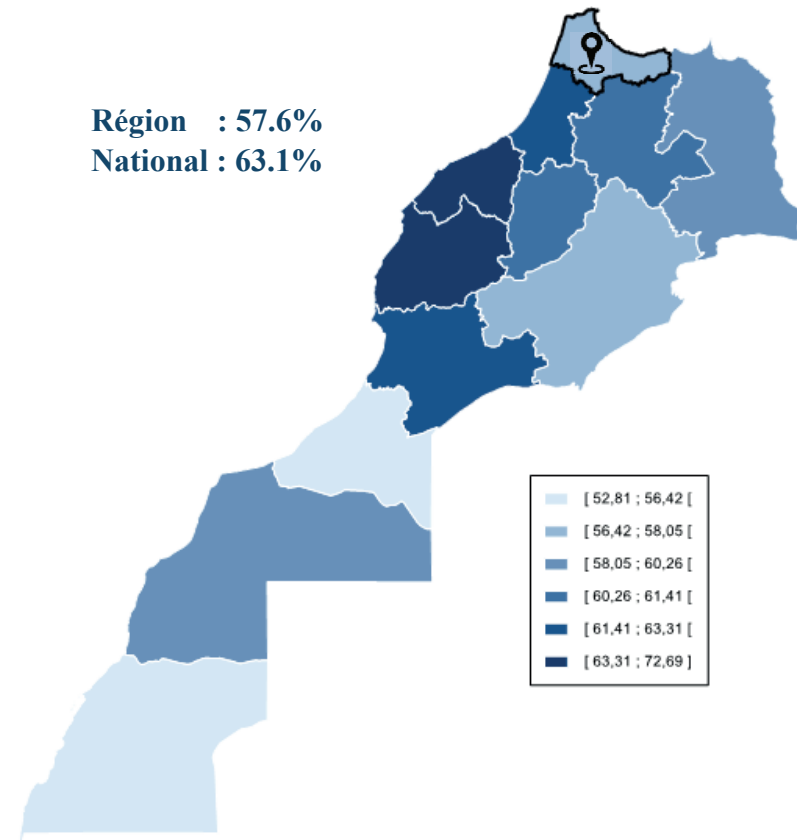 Région : 57.6%
National : 63.1%
[ 52,81 ; 56,42 [
[ 56,42 ; 58,05 [
[ 58,05 ; 60,26 [
[ 60,26 ; 61,41 [
[ 61,41 ; 63,31 [
[ 63,31 ; 72,69 ]